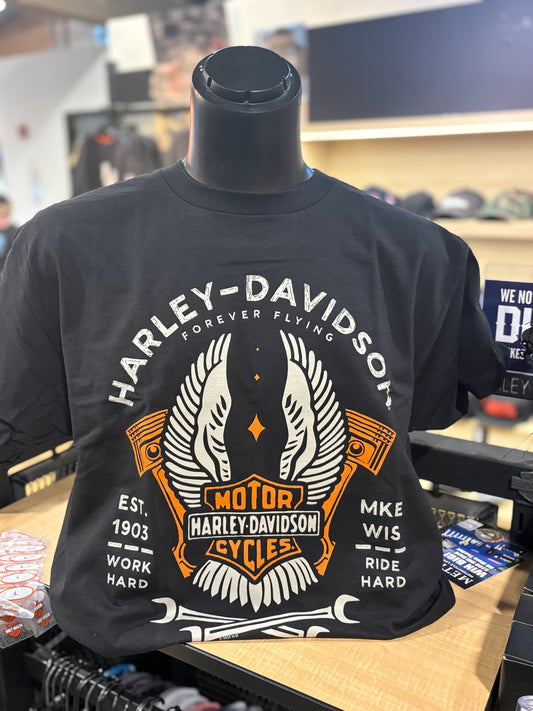 HARLEY-DAVIDSON
FOREVER FLYING
MOTOR
HARLEY-DAVIDSON
CYCLES
EST.
1903
WORK
HARD
MKE
WIS
RIDE
HARD
WE NO